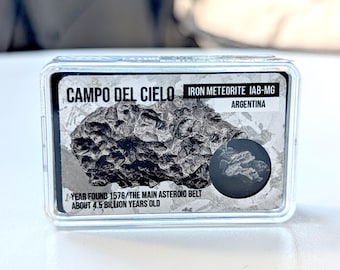 CAMPO DEL CIELO
IRON METEORITE IAB-MG
ARGENTINA
YEAR FOUND 1576/THE MAIN ASTEROID BELT
ABOUT 4.5 BILLION YEARS OLD